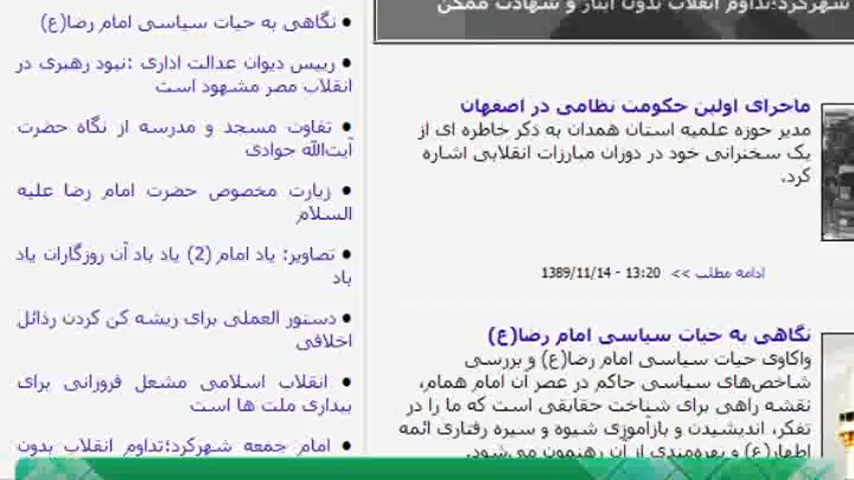 شهرکرد؛تداوم انقلاب بدون ایثار و شهادت ممکن
ماجرای اولین حکومت نظامی در اصفهان
مدیر حوزه علمیه استان همدان به ذکر خاطره ای از
یک سخنرانی خود در دوران مبارزات انقلابی اشاره
کرد.
ادامه مطلب >> 13:20 - 1389/11/14
نگاهی به حیات سیاسی امام رضا(ع)
واکاوی حیات سیاسی امام رضا(ع) و بررسی
شاخص‌های سیاسی حاکم در عصر آن امام همام،
نقشه راهی برای شناخت حقایقی است که ما را در
تفکر، اندیشیدن و بازآموزی شیوه و سیره رفتاری ائمه
اطهار(ع) و بهره‌مندی از آن رهنمون می‌شود.
● نگاهی به حیات سیاسی امام رضا(ع)
● رییس دیوان عدالت اداری :نبود رهبری در
انقلاب مصر مشهود است
● تفاوت مسجد و مدرسه از نگاه حضرت
آیت‌الله جوادی
● زیارت مخصوص حضرت امام رضا علیه
السلام
● تصاویر: یاد امام (2) یاد باد آن روزگاران یاد
باد
● دستور العملی برای ریشه کن کردن رذائل
اخلاقی
● انقلاب اسلامی مشعل فروزانی برای
بیداری ملت ها است
● امام جمعه شهرکرد؛تداوم انقلاب بدون